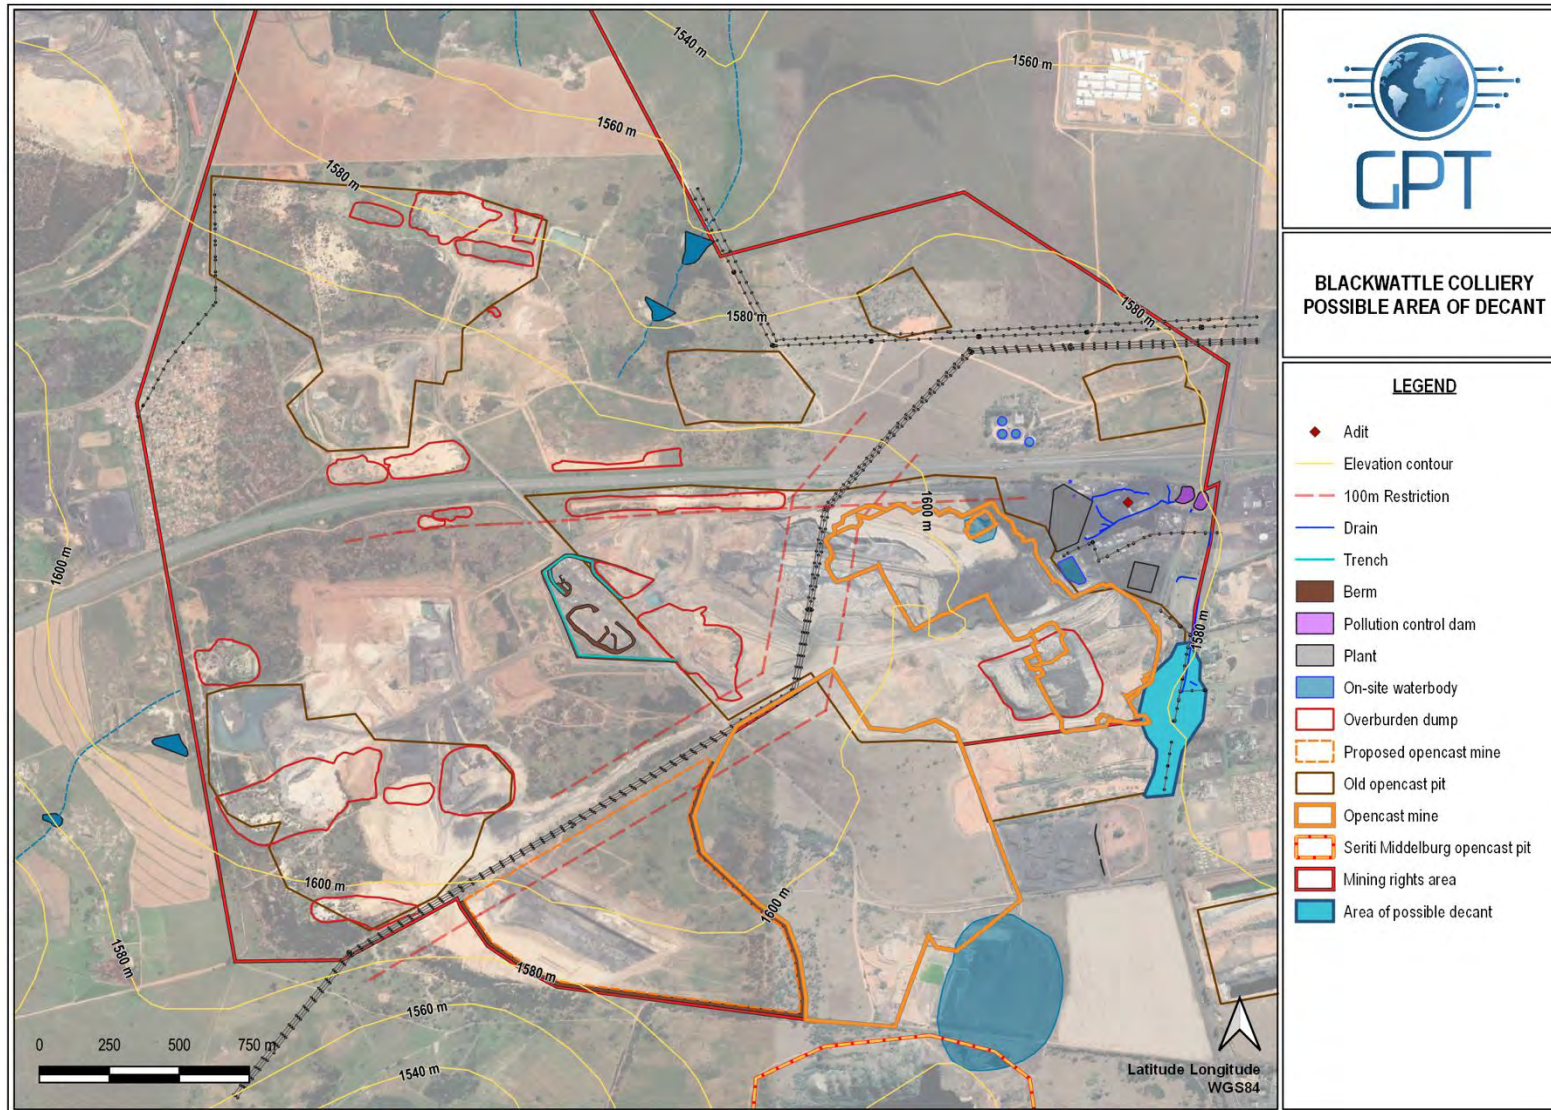 1540 m
1560 m
1560 m
1580 m
1580 m
1580 m
1600 m
1600 m
1580 m
1600 m
1600 m
1580 m
1580 m
1560 m
1540 m
0 250 500 750 m
Latitude Longitude
WGS84
GPT
BLACKWATTLE COLLIERY
POSSIBLE AREA OF DECANT
LEGEND
Adit
Elevation contour
100m Restriction
Drain
Trench
Berm
Pollution control dam
Plant
On-site waterbody
Overburden dump
Proposed opencast mine
Old opencast pit
Opencast mine
Seriti Middelburg opencast pit
Mining rights area
Area of possible decant